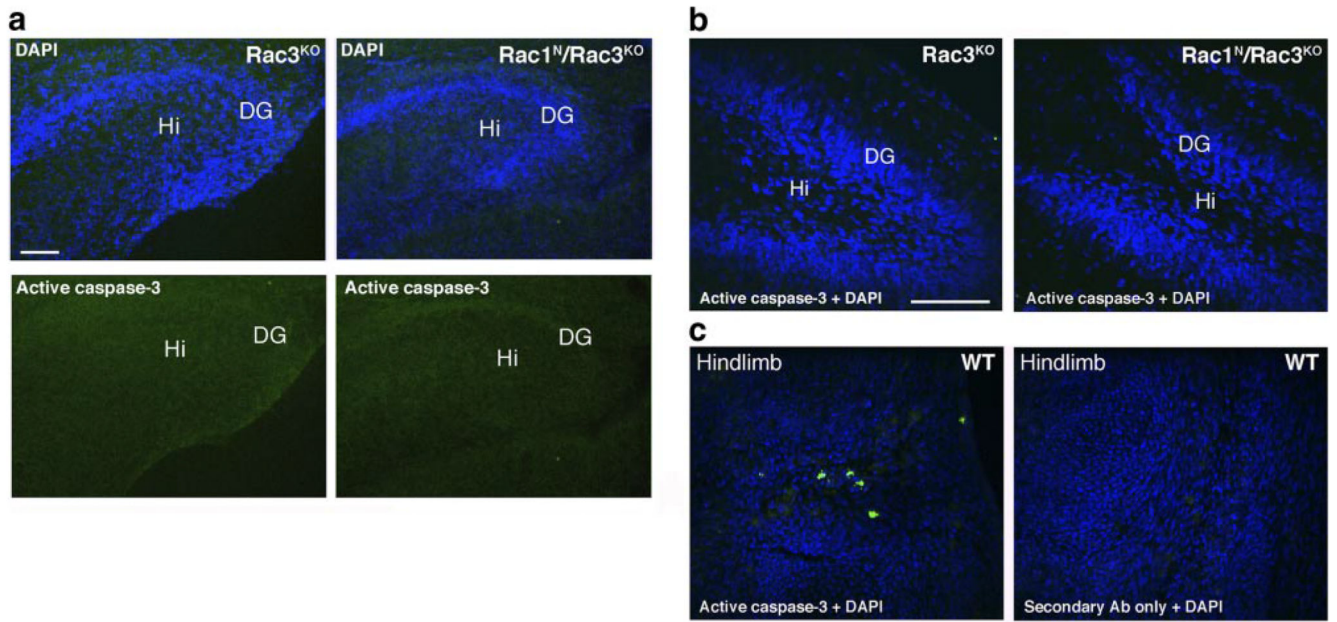 a
DAPI
Rac3ᴷᴼ
Hi
DG
DAPI
Rac1ᴺ/Rac3ᴷᴼ
Hi
DG
Active caspase-3
Hi
DG
Active caspase-3
Hi
DG
b
Rac3ᴷᴼ
DG
Hi
Active caspase-3 + DAPI
Rac1ᴺ/Rac3ᴷᴼ
DG
Hi
Active caspase-3 + DAPI
c
Hindlimb
WT
Active caspase-3 + DAPI
Hindlimb
WT
Secondary Ab only + DAPI